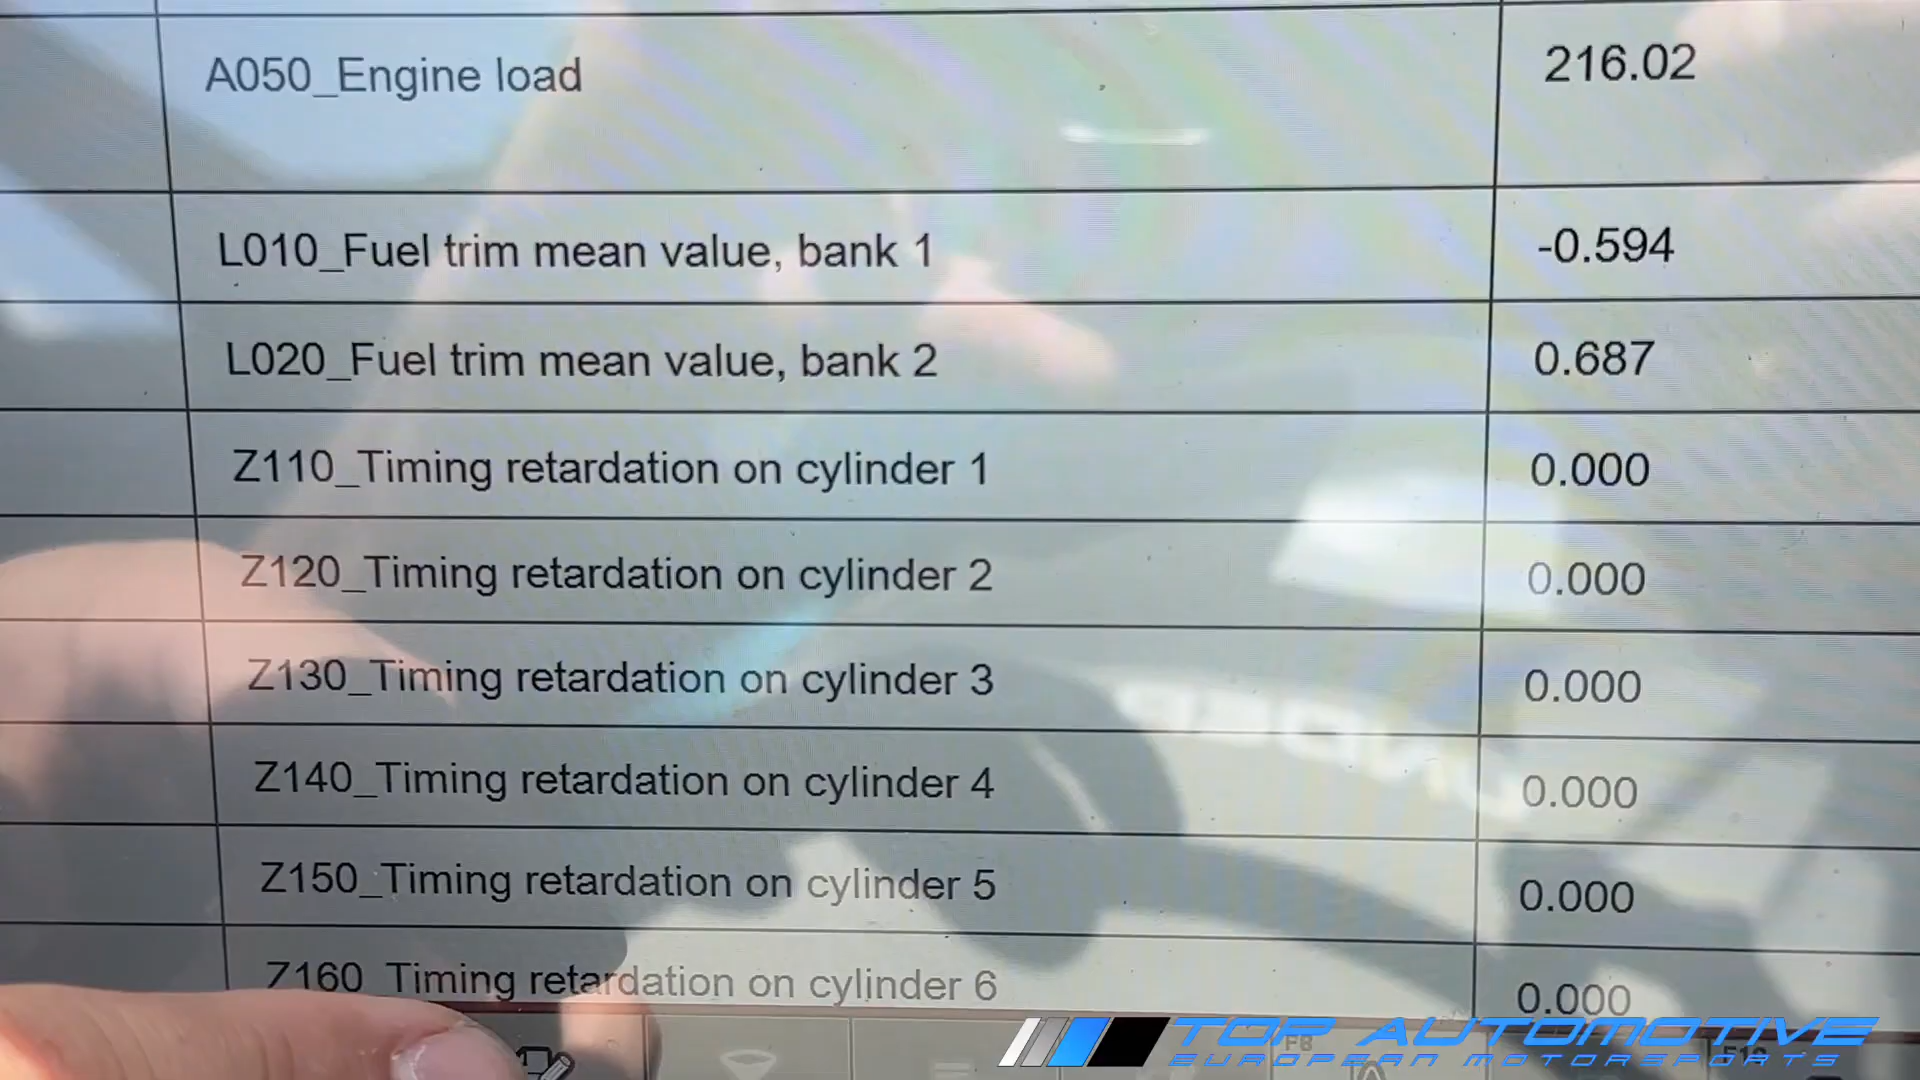 A050_Engine load 216.02
L010_Fuel trim mean value, bank 1 -0.594
L020_Fuel trim mean value, bank 2 0.687
Z110_Timing retardation on cylinder 1 0.000
Z120_Timing retardation on cylinder 2 0.000
Z130_Timing retardation on cylinder 3 0.000
Z140_Timing retardation on cylinder 4 0.000
Z150_Timing retardation on cylinder 5 0.000
Z160_Timing retardation on cylinder 6 0.000
TOP AUTOMOTIVE
F8
EUROPEAN MOTORSPORTS